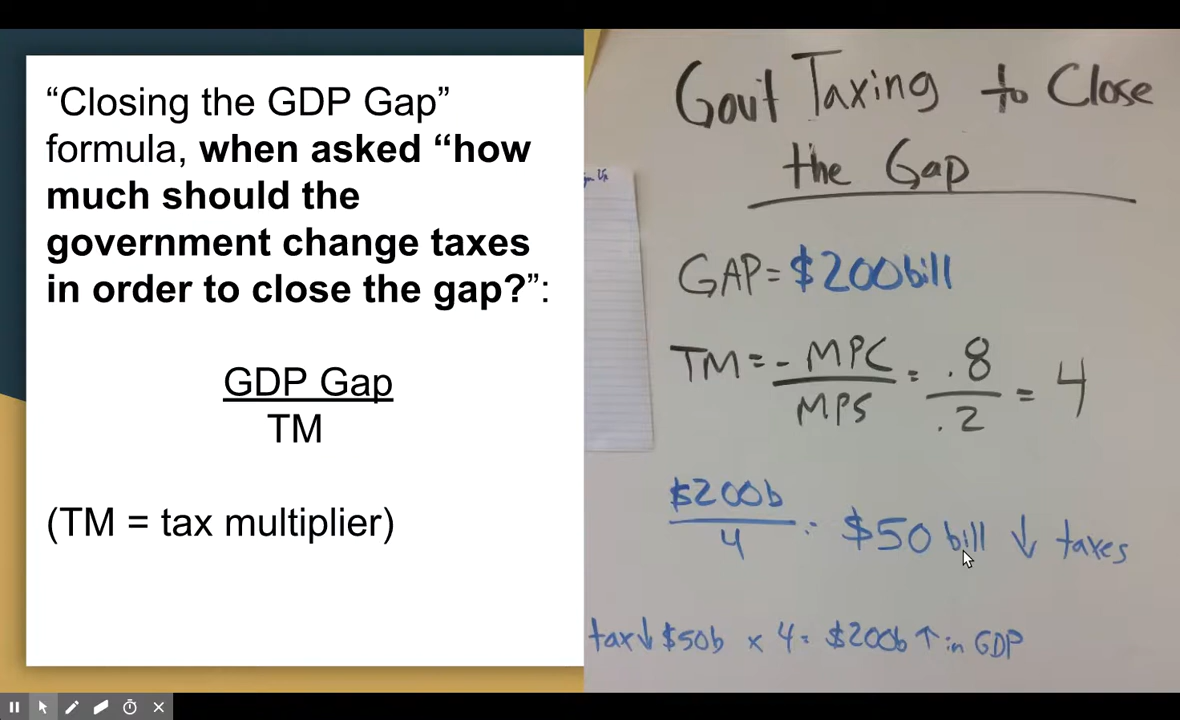 “Closing the GDP Gap”
formula, when asked “how
much should the
government change taxes
in order to close the gap?”:
GDP Gap
TM
(TM = tax multiplier)
Gov't Taxing to Close
the Gap
GAP = $200bill
TM = - MPC / MPS = .8 / .2 = 4
$200b / 4 = $50 bill ↓ taxes
tax ↓ $50b x 4 = $200b ↑ in GDP